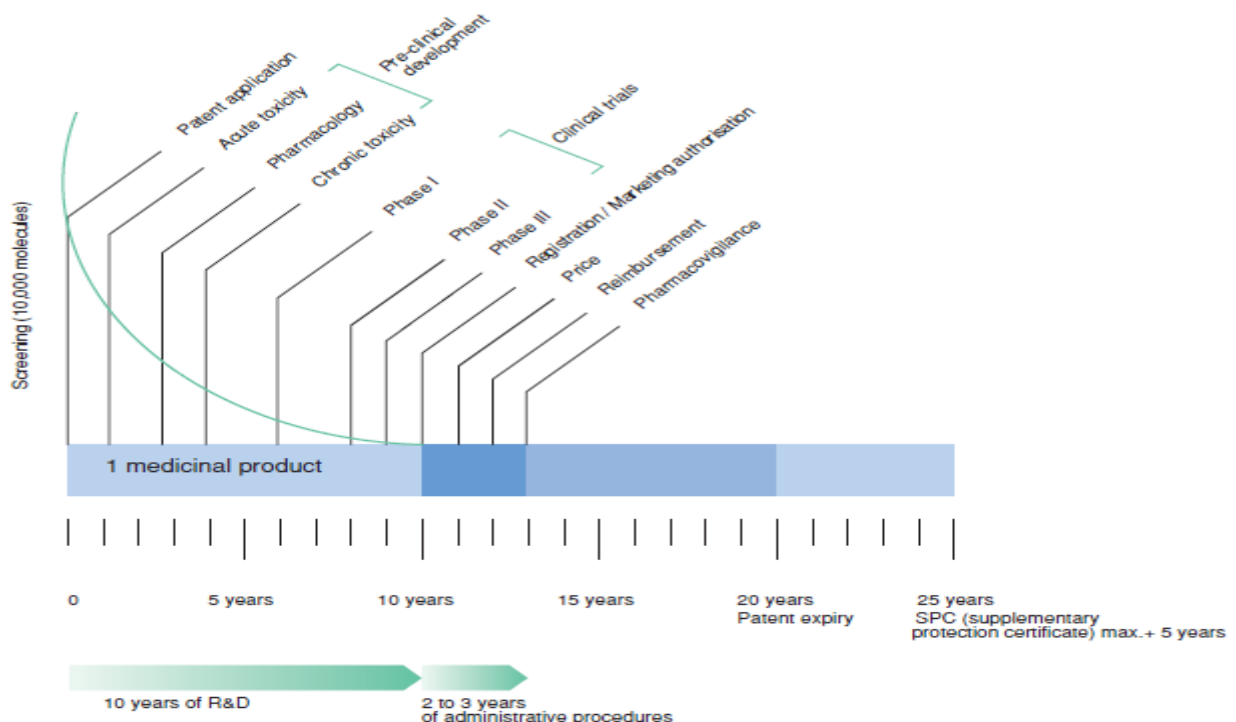 Pre-clinical
development
Patent application
Acute toxicity
Pharmacology
Chronic toxicity
Clinical trials
Phase I
Phase II
Phase III
Registration / Marketing authorisation
Price
Reimbursement
Pharmacovigilance
Screening (10,000 molecules)
1 medicinal product
0
5 years
10 years
15 years
20 years
Patent expiry
25 years
SPC (supplementary
protection certificate) max.+ 5 years
10 years of R&D
2 to 3 years
of administrative procedures